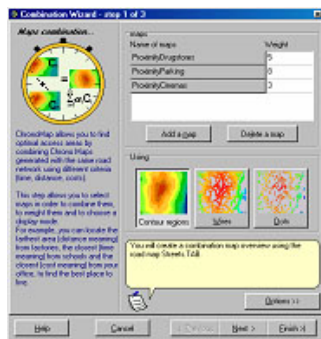 Combination Wizard - step 1 of 3
Maps combination...
ChronoMap allows you to find
optimal access areas by
combining Chrono Maps
generated with the same road
network using different criteria
(time, distance, costs).
This step allows you to select
maps in order to combine them,
to weight them and to choose a
display mode.
For example, you can locate the
farthest area (distance meaning)
from factories, the closest (time
meaning) from schools and the
closest (cost meaning) from your
office, to find the best place to
live.
maps
Name of maps Weight
ProximityDrugstores 5
ProximityParking 8
ProximityCinemas 3
Add a map Delete a map
Using
Contour regions Lines Dots
You will create a combination map overview using the
road map Streets.TAB.
Options >>
Help Cancel < Previous Next > Finish >|